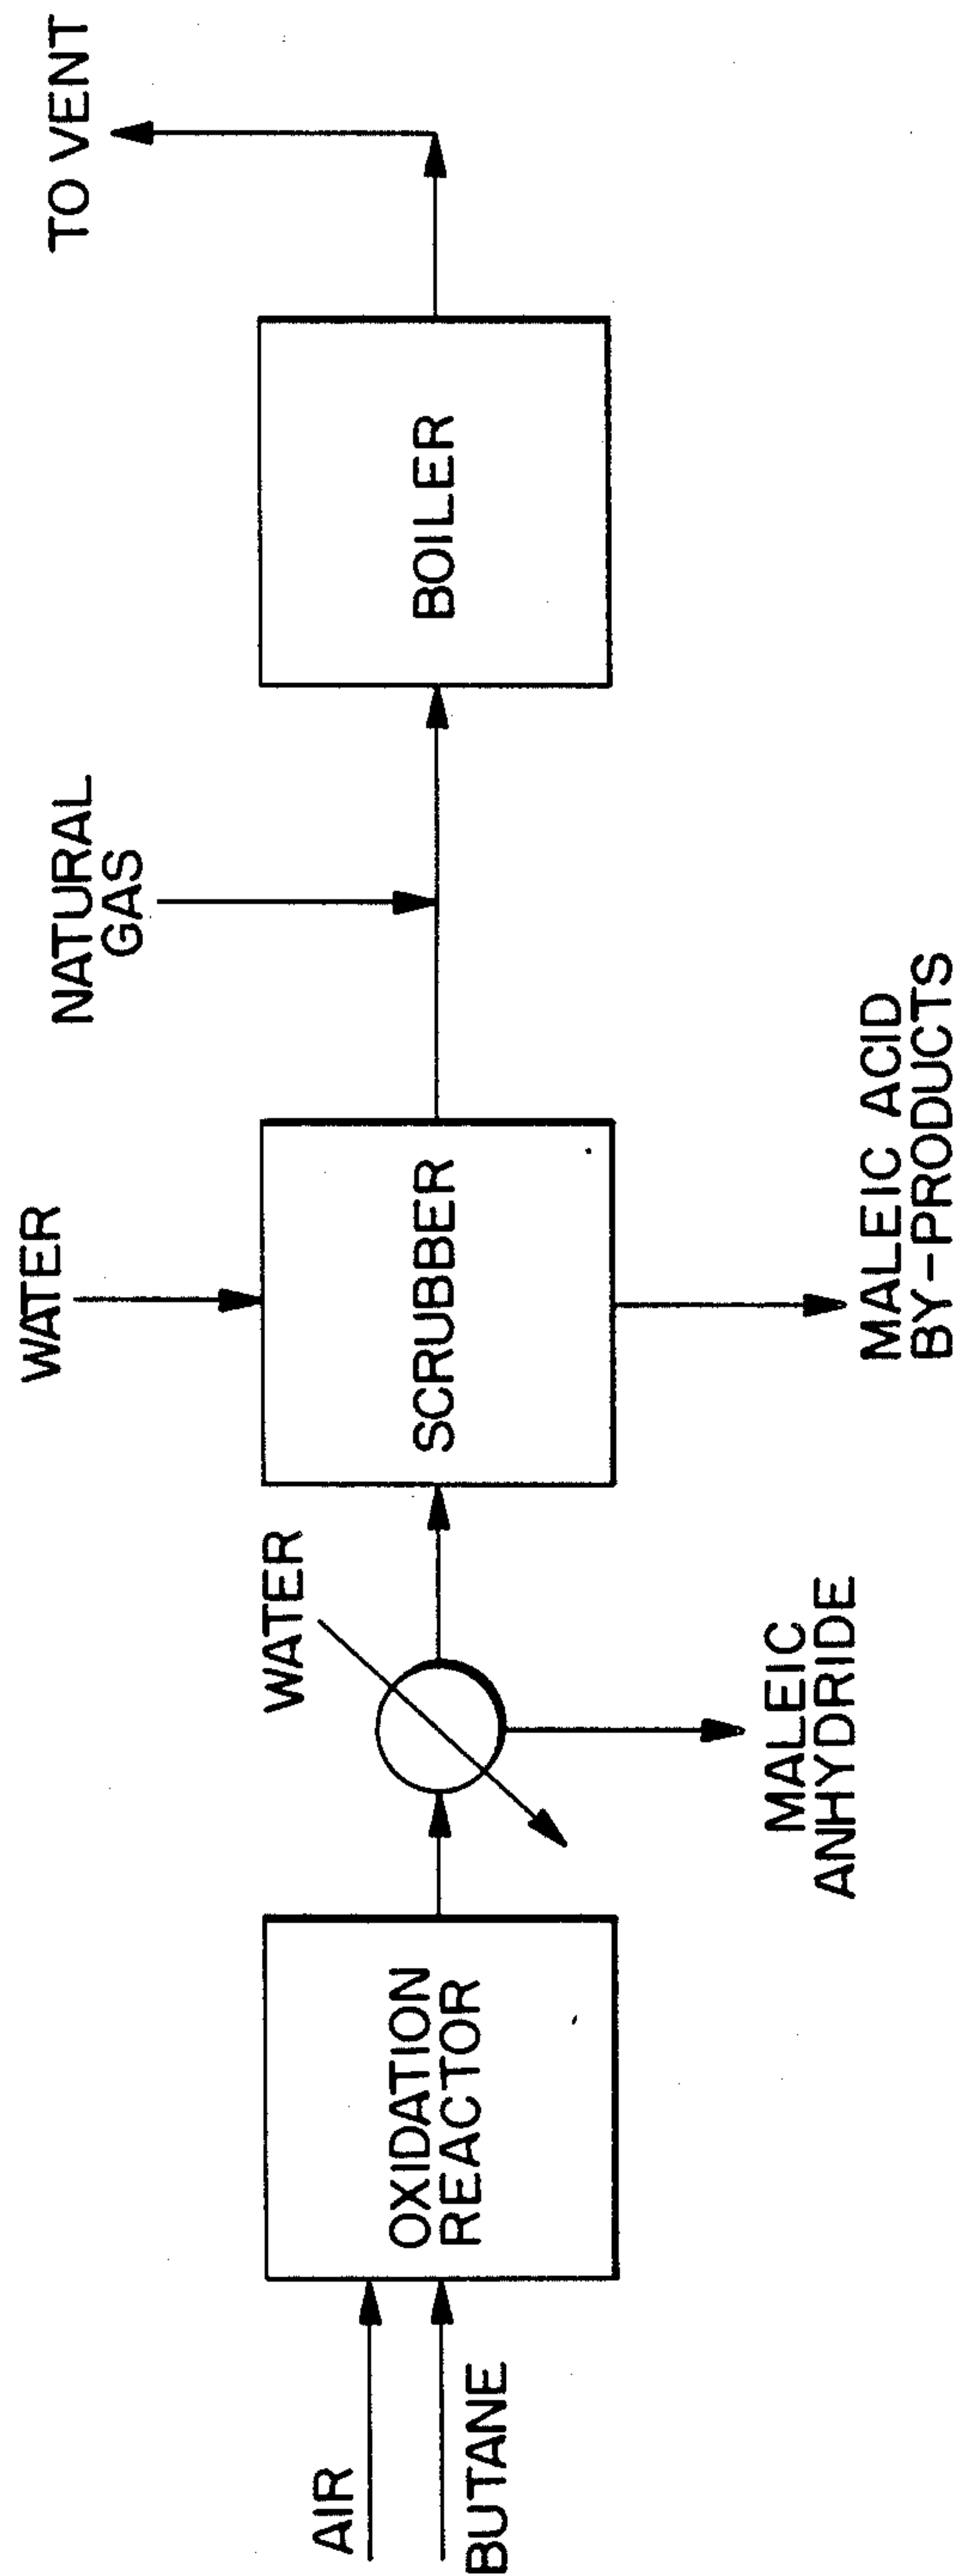 AIR
BUTANE
OXIDATION
REACTOR
WATER
MALEIC
ANHYDRIDE
WATER
SCRUBBER
MALEIC ACID
BY-PRODUCTS
NATURAL
GAS
BOILER
TO VENT